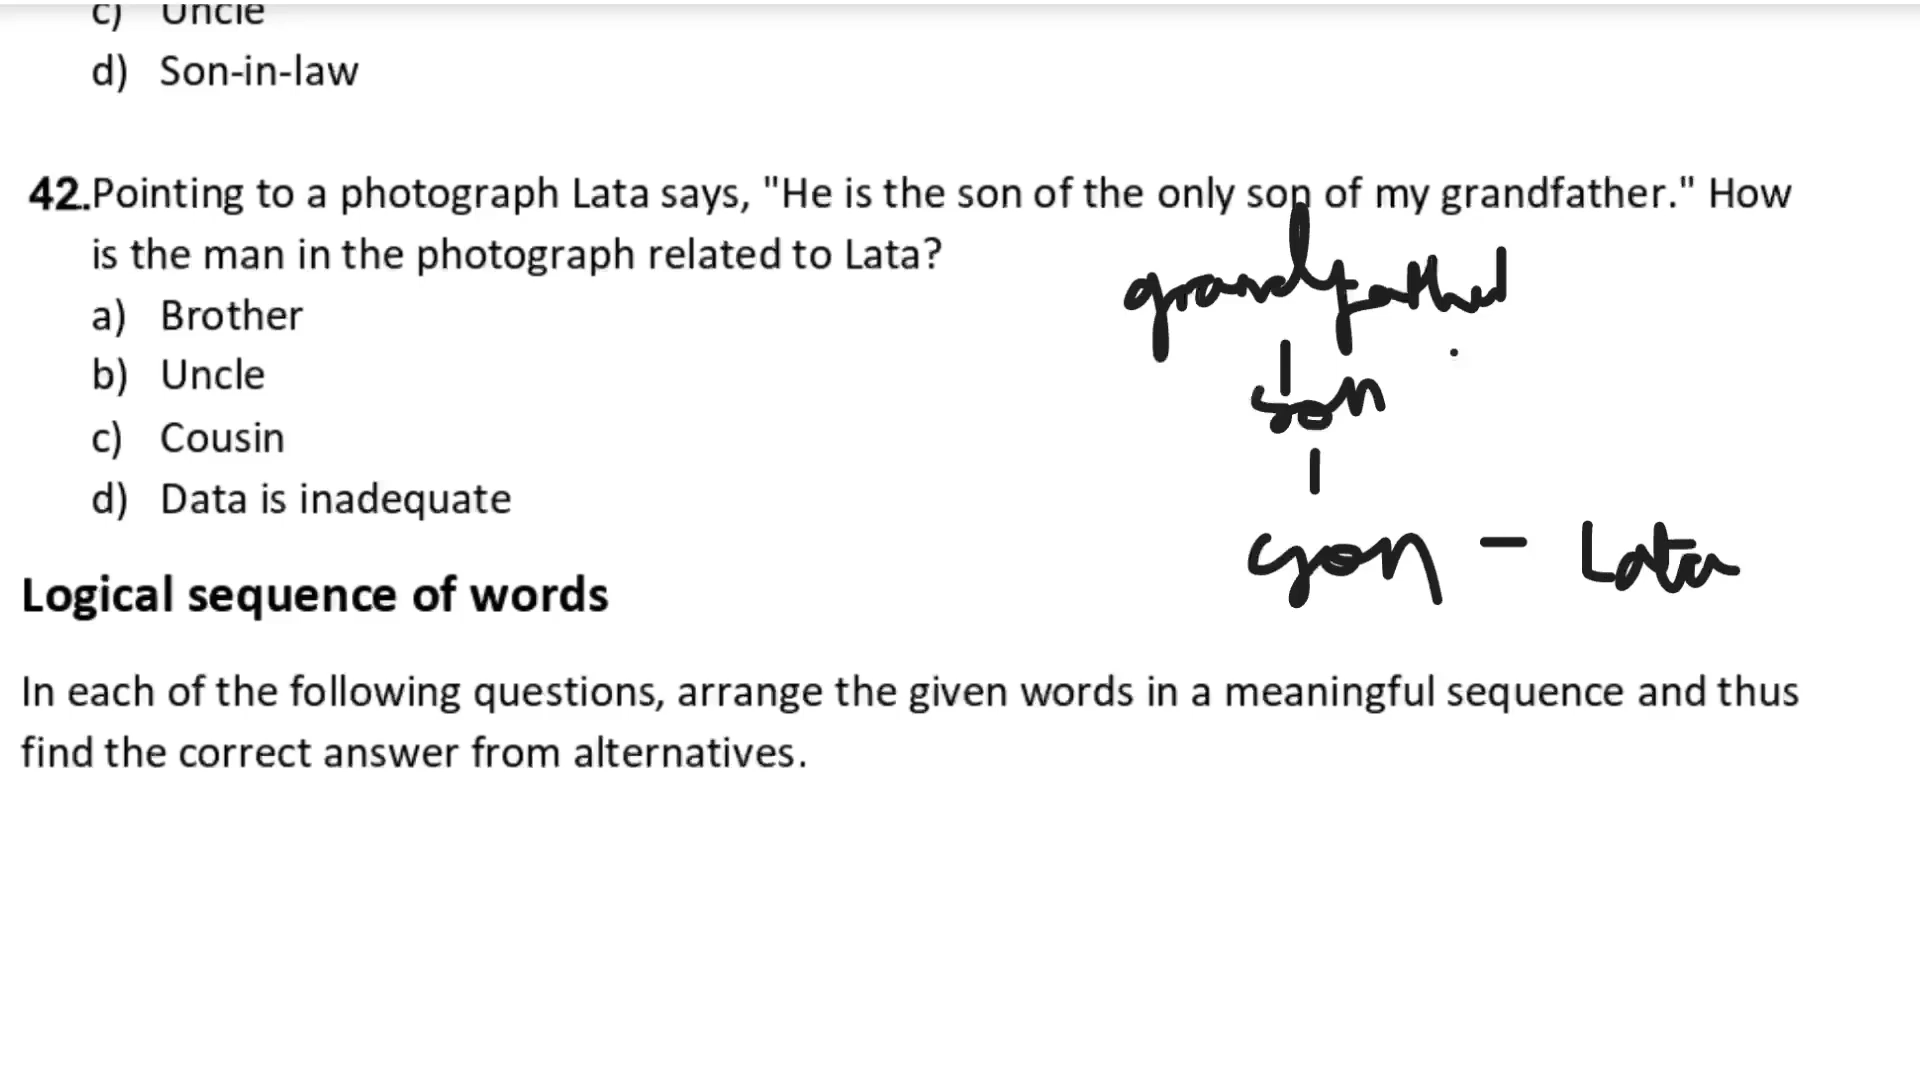 c) Uncle
d) Son-in-law
42.Pointing to a photograph Lata says, "He is the son of the only son of my grandfather." How
is the man in the photograph related to Lata?
a) Brother
b) Uncle
c) Cousin
d) Data is inadequate
grandfather
son
son - Lata
Logical sequence of words
In each of the following questions, arrange the given words in a meaningful sequence and thus
find the correct answer from alternatives.